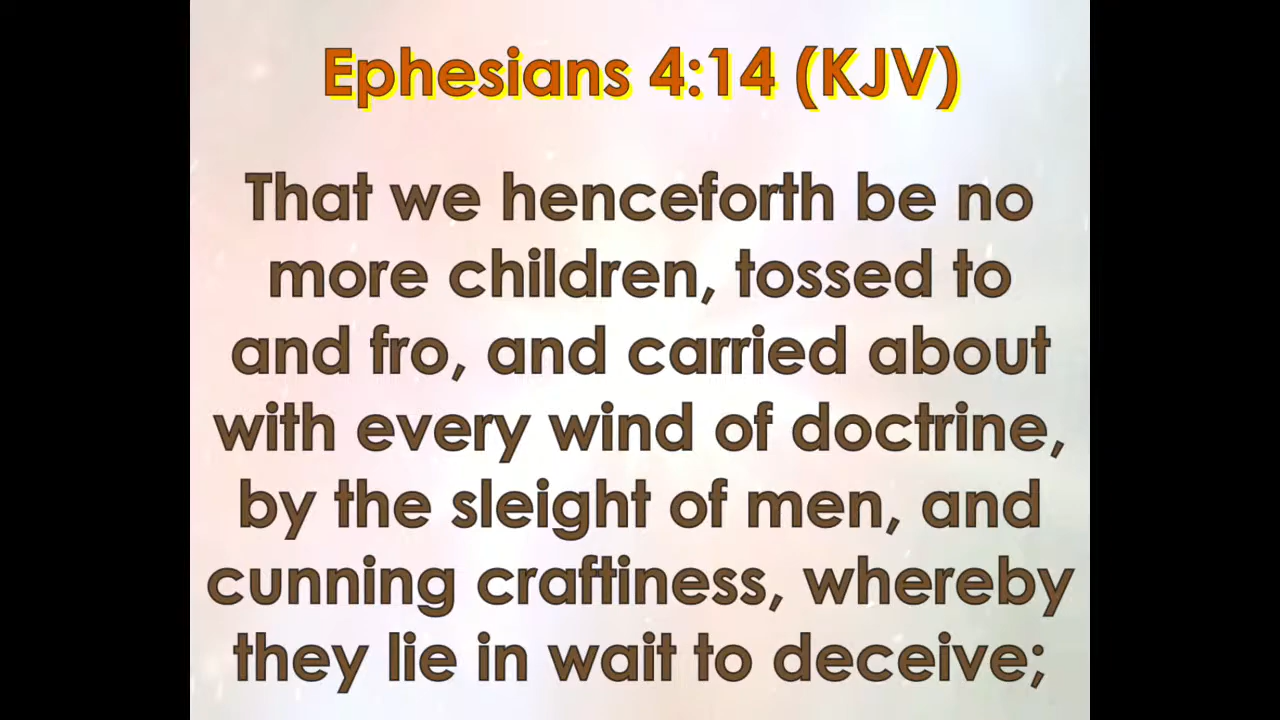 Ephesians 4:14 (KJV)
That we henceforth be no
more children, tossed to
and fro, and carried about
with every wind of doctrine,
by the sleight of men, and
cunning craftiness, whereby
they lie in wait to deceive;